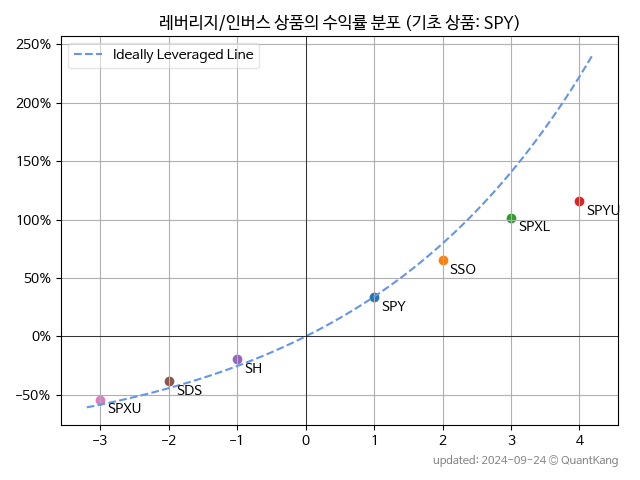 레버리지/인버스 상품의 수익률 분포 (기초 상품: SPY)
250%
200%
150%
100%
50%
0%
−50%
Ideally Leveraged Line
SPYU
SPXL
SSO
SPY
SH
SDS
SPXU
−3 −2 −1 0 1 2 3 4
updated: 2024-09-24 © QuantKang